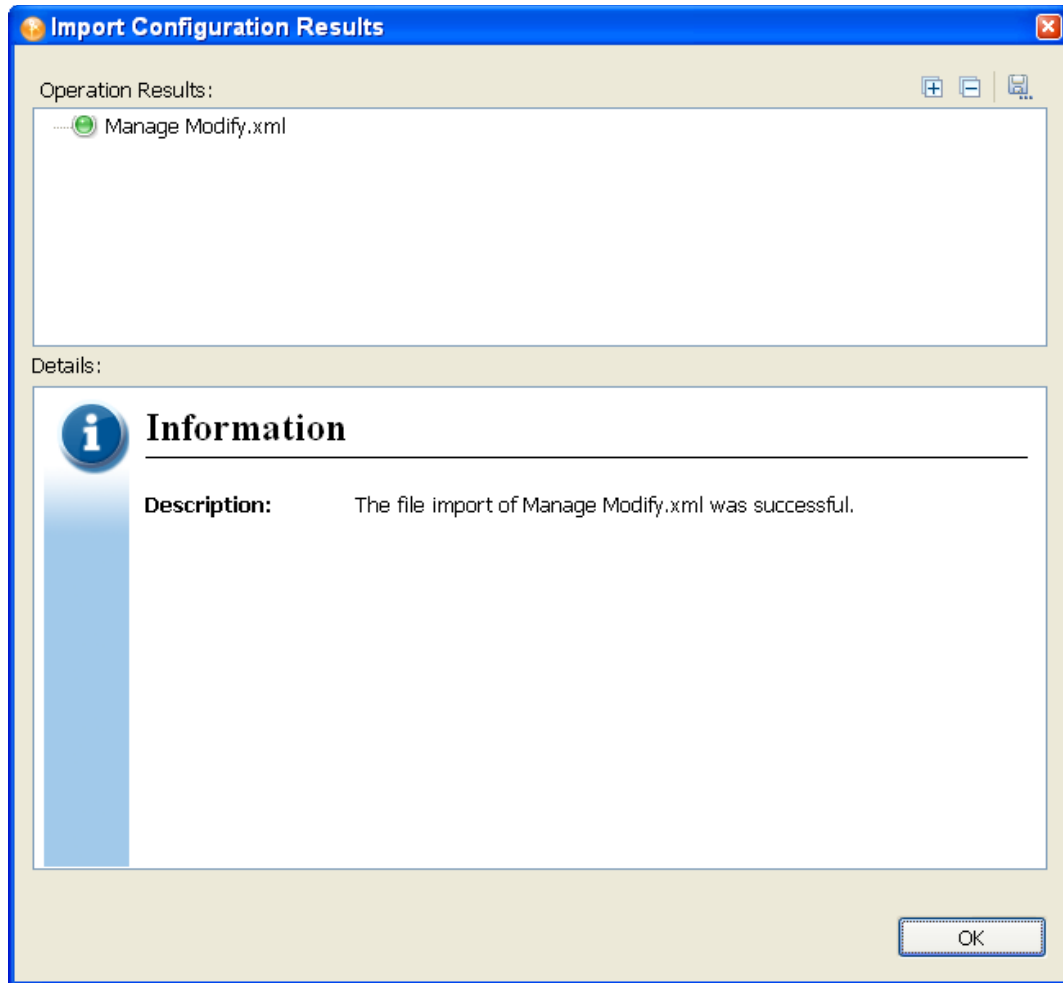 Import Configuration Results
Operation Results:
Manage Modify.xml
Details:
Information
Description: The file import of Manage Modify.xml was successful.
OK